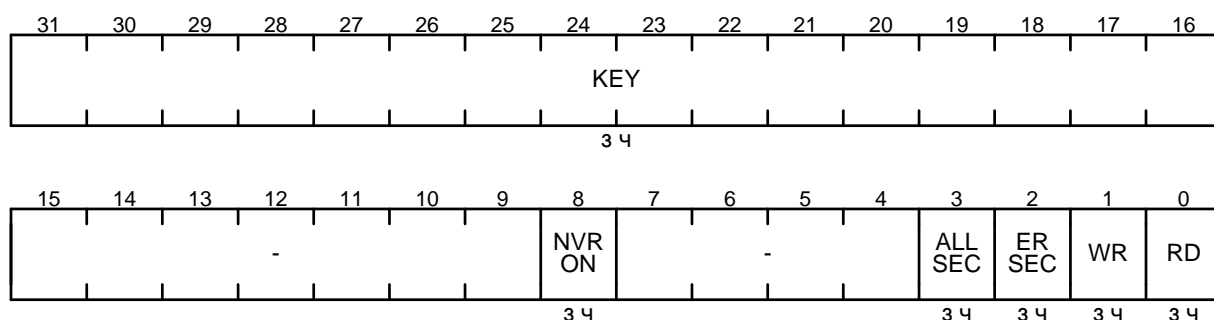 31 30 29 28 27 26 25 24 23 22 21 20 19 18 17 16
KEY
з ч
15 14 13 12 11 10 9 8 7 6 5 4 3 2 1 0
- NVR ON - ALL SEC ER SEC WR RD
з ч з ч з ч з ч з ч